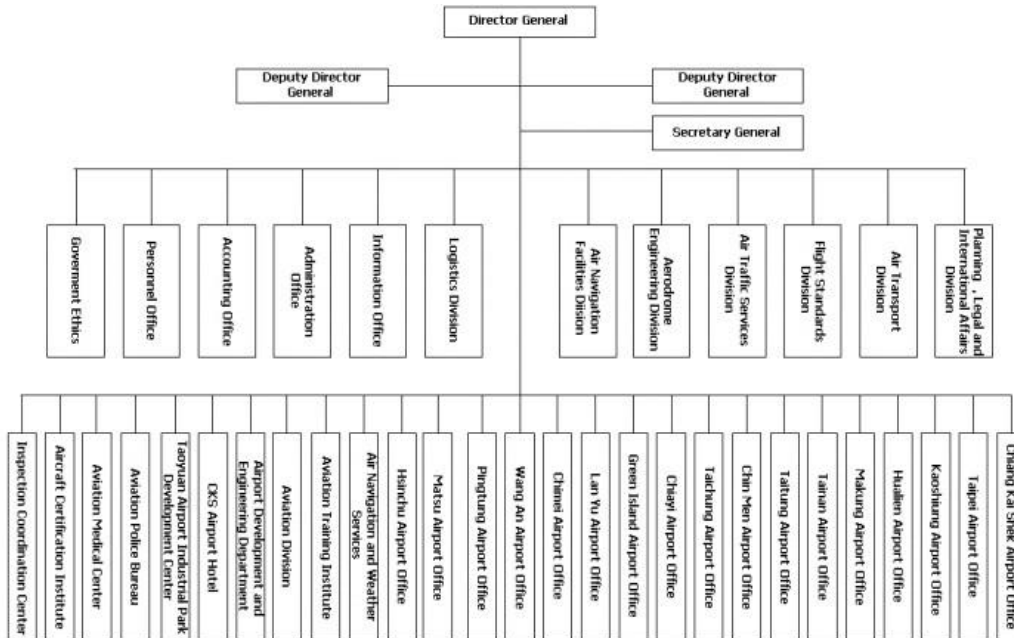 Director General
Deputy Director
General
Deputy Director
General
Secretary General
Goverment Ethics
Personnel Office
Accounting Office
Administration
Office
Information Office
Logistics Division
Air Navigation
Facilities Diision
Aerodrome
Engineering Division
Air Traffic Services
Division
Flight Standards
Division
Air Transport
Division
Planning , Legal and
International Affairs
Division
Inspection Coordination Center
Aircraft Certification Institute
Aviation Medical Center
Aviation Police Bureau
Taoyuan Airport Industrial Park
Development Center
CKS Airport Hotel
Airport Development and
Engineering Department
Aviation Division
Aviation Training Institute
Air Navigation and Weather
Services
Hsinchu Airport Office
Matsu Airport Office
Pingtung Airport Office
Wang An Airport Office
Chimei Airport Office
Lan Yu Airport Office
Green Island Airport Office
Chiayi Airport Office
Taichung Airport Office
Chin Men Airport Office
Taitung Airport Office
Tainan Airport Office
Makung Airport Office
Hualien Airport Office
Kaoshiung Airport Office
Taipei Airport Office
Chiang Kai Shek Airport Office